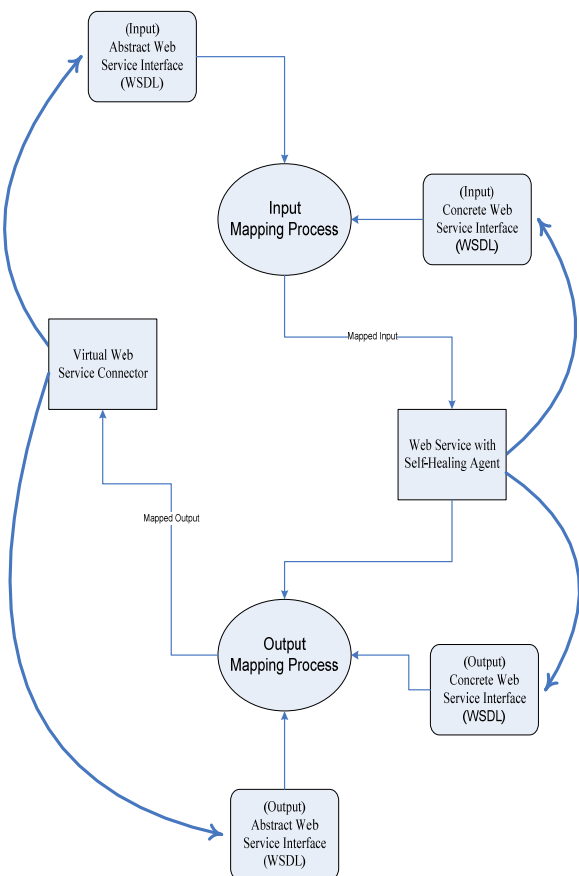 (Input)
Abstract Web
Service Interface
(WSDL)
Input
Mapping Process
(Input)
Concrete Web
Service Interface
(WSDL)
Mapped Input
Virtual Web
Service Connector
Web Service with
Self-Healing Agent
Mapped Output
Output
Mapping Process
(Output)
Concrete Web
Service Interface
(WSDL)
(Output)
Abstract Web
Service Interface
(WSDL)